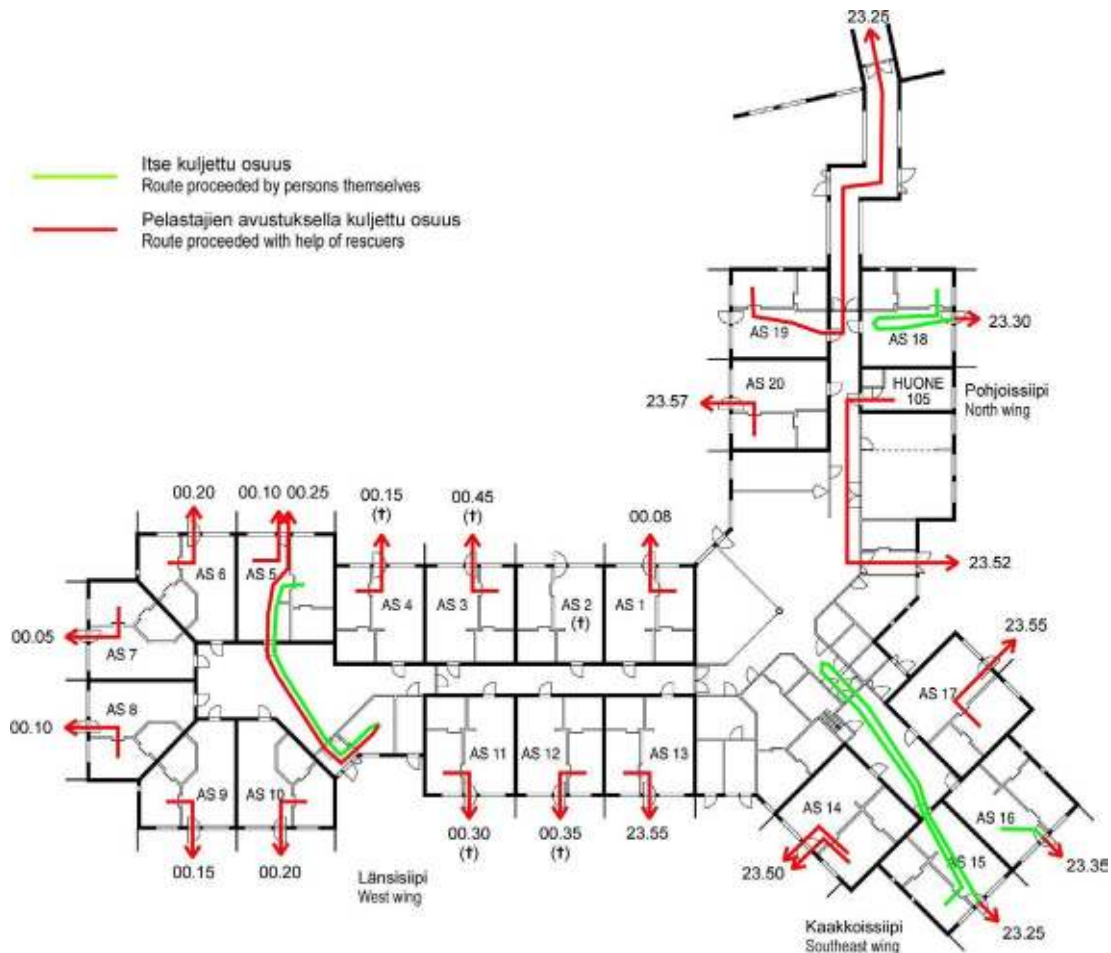 23.25
Itse kuljettu osuus
Route proceeded by persons themselves
Pelastajien avustuksella kuljettu osuus
Route proceeded with help of rescuers
AS 19
AS 18
23.30
AS 20
HUONE
105
Pohjoissiipi
North wing
23.57
00.20
00.10
00.25
00.15
(†)
00.45
(†)
00.08
23.52
AS 6
AS 5
AS 4
AS 3
AS 2
(†)
AS 1
00.05
AS 7
23.55
AS 17
AS 8
00.10
AS 9
AS 10
AS 11
AS 12
AS 13
AS 14
AS 16
AS 15
23.35
00.15
00.20
00.30
(†)
00.35
(†)
23.55
23.50
Länsisiipi
West wing
Kaakkoissiipi
Southeast wing
23.25